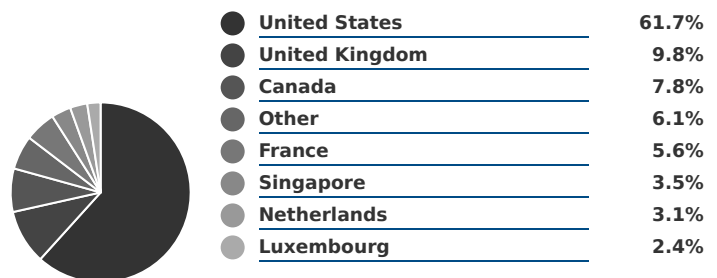 United States 61.7%
United Kingdom 9.8%
Canada 7.8%
Other 6.1%
France 5.6%
Singapore 3.5%
Netherlands 3.1%
Luxembourg 2.4%